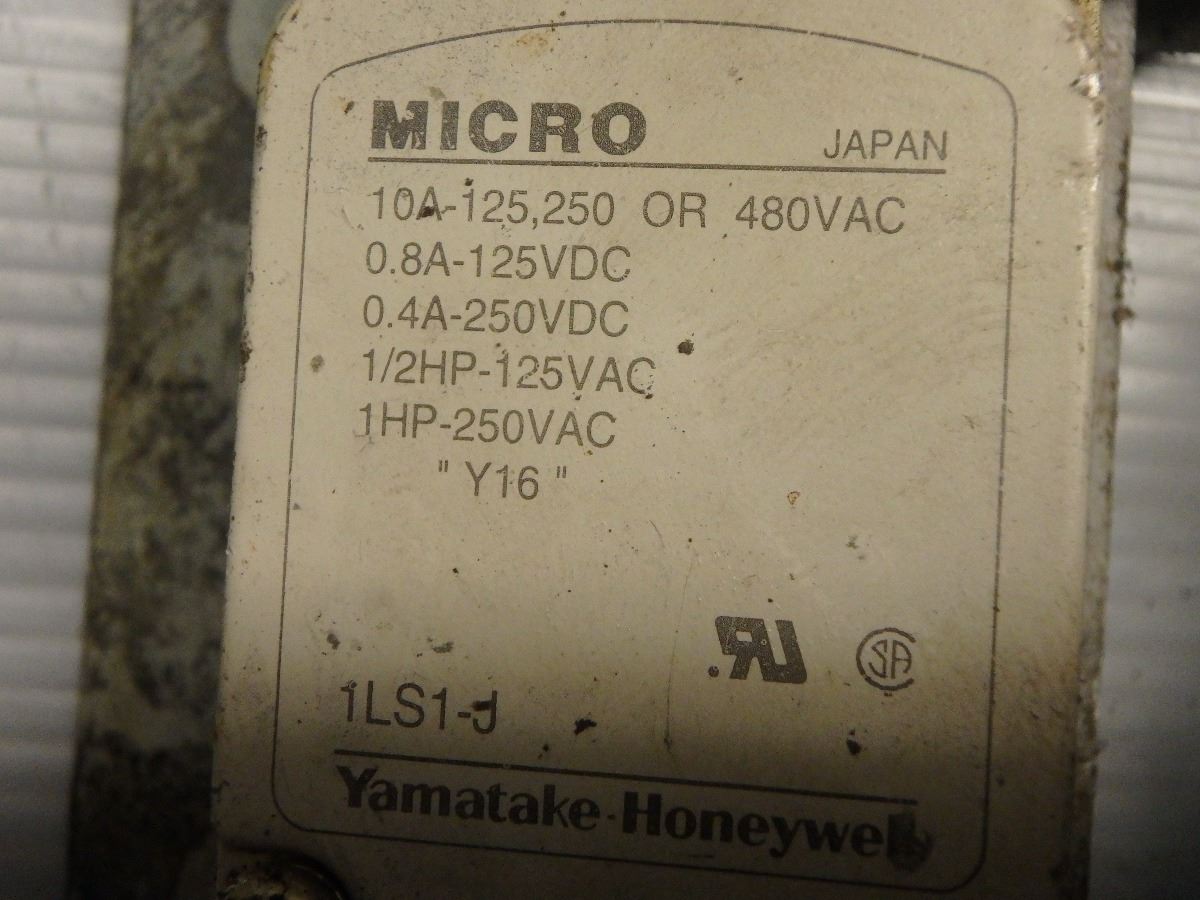 MICRO JAPAN
10A-125,250 OR 480VAC
0.8A-125VDC
0.4A-250VDC
1/2HP-125VAC
1HP-250VAC
" Y16 "
SA
1LS1-J
Yamatake-Honeywell